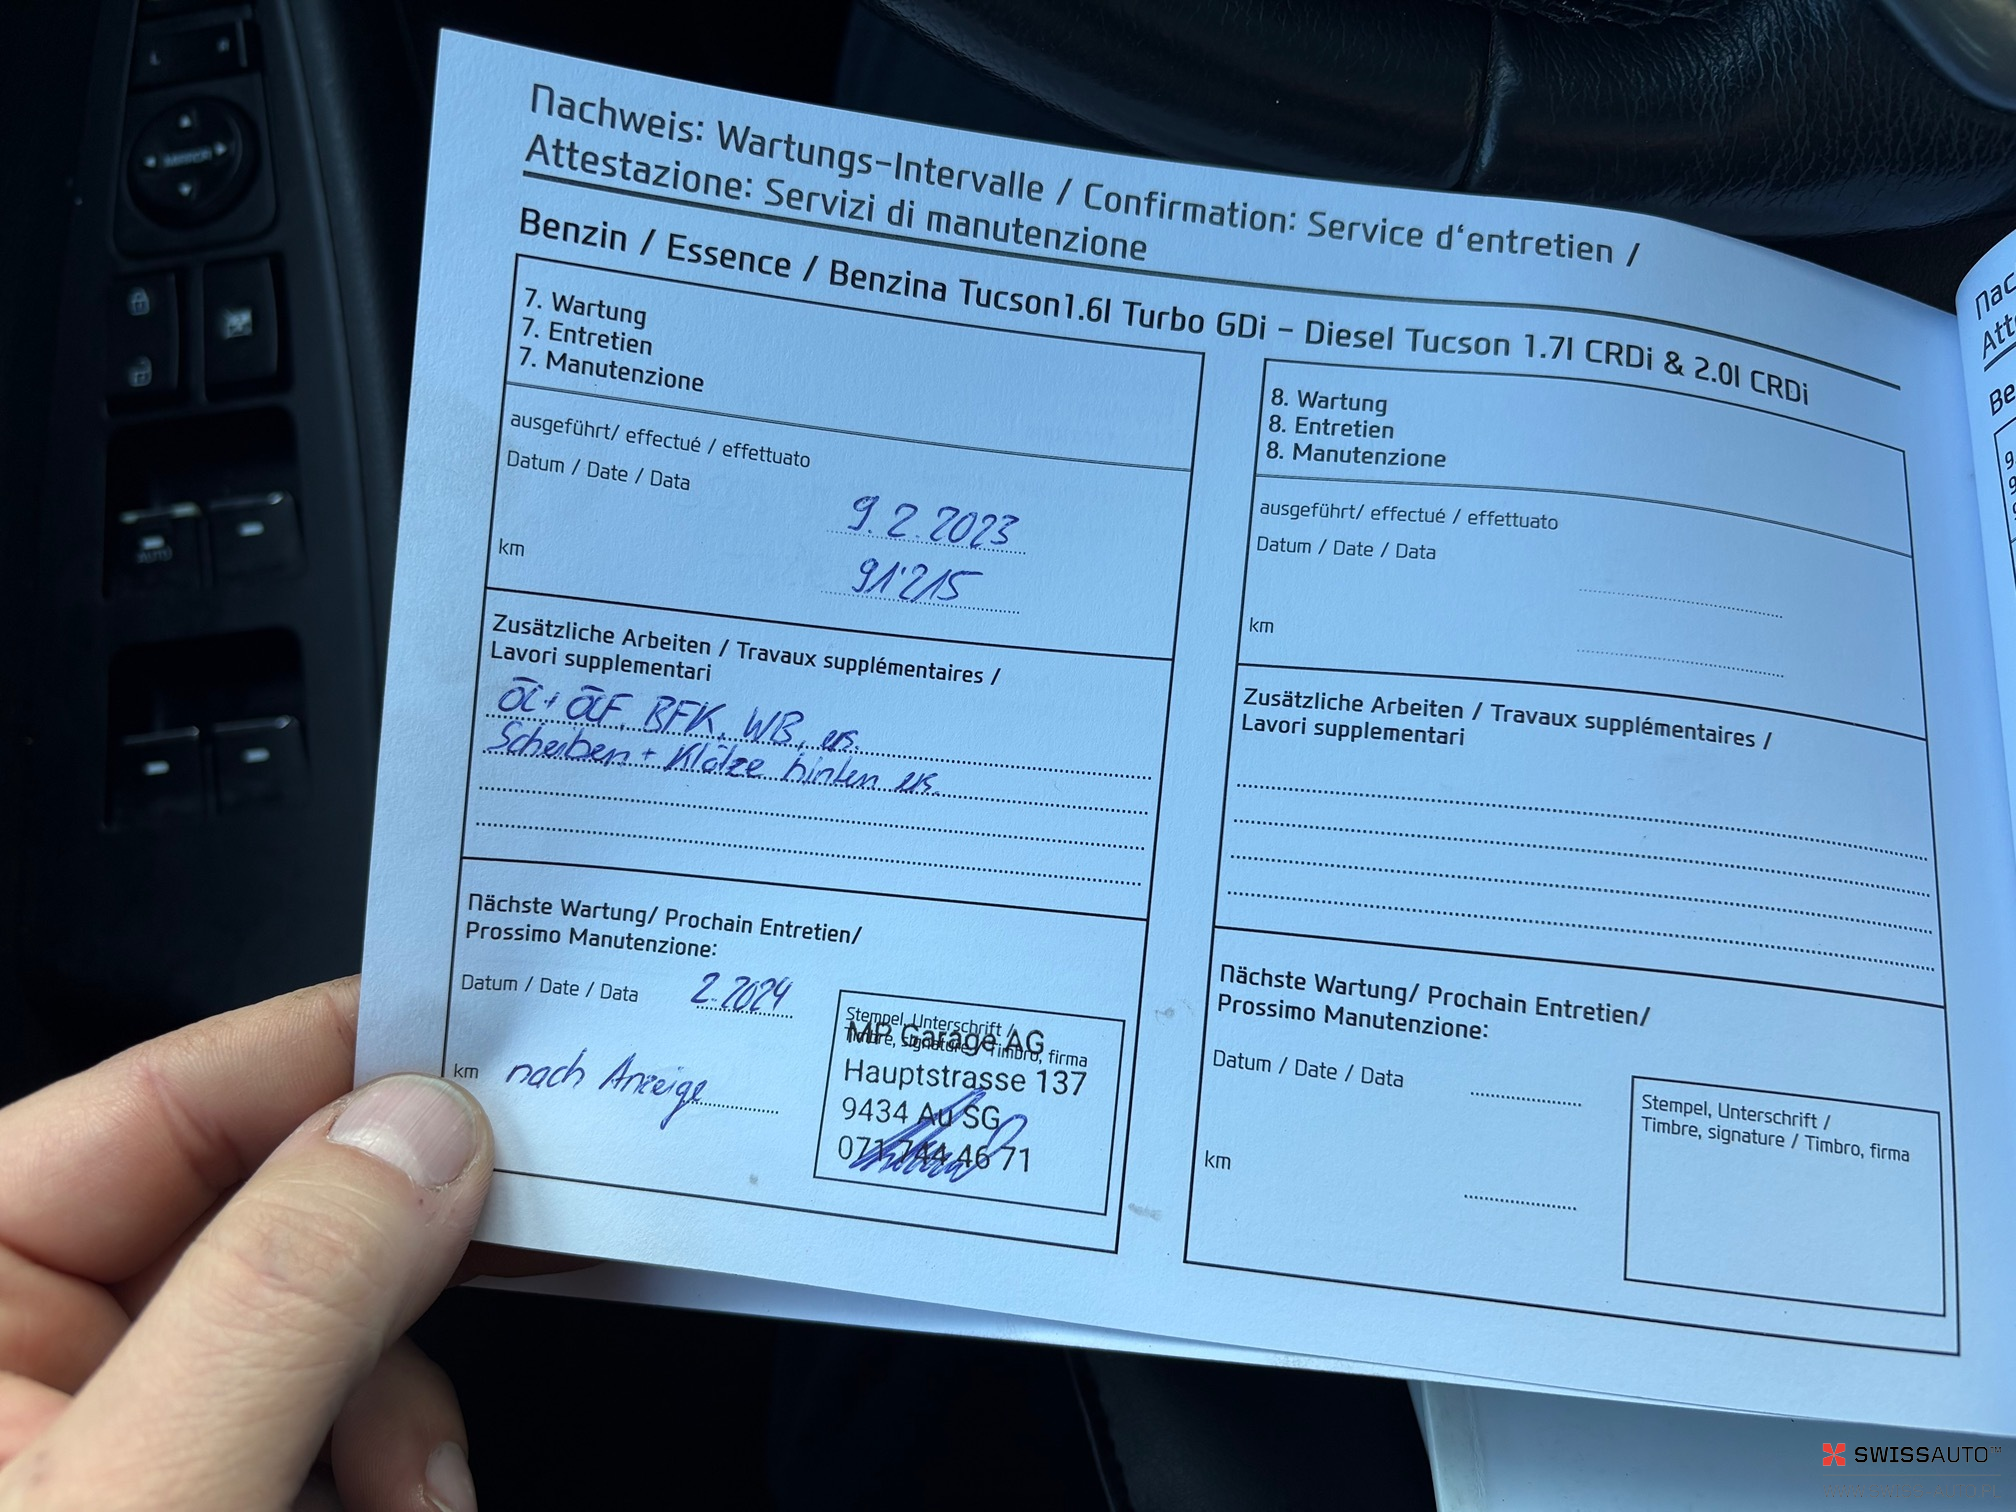 Nachweis: Wartungs-Intervalle / Confirmation: Service d'entretien /
Attestazione: Servizi di manutenzione
Benzin / Essence / Benzina Tucson1.6l Turbo GDi – Diesel Tucson 1.7l CRDi & 2.0l CRDi
7. Wartung
7. Entretien
7. Manutenzione
ausgeführt/ effectué / effettuato
Datum / Date / Data 9.2.2023
km 91'215
Zusätzliche Arbeiten / Travaux supplémentaires /
Lavori supplementari
BFK, WB, ers.
Scheiben + Klötze hinten ers.
Nächste Wartung/ Prochain Entretien/
Prossimo Manutenzione:
Datum / Date / Data 2.2024
km nach Anzeige
Stempel, Unterschrift /
Timbre, signature / Timbro, firma
MB Garage AG
Hauptstrasse 137
9434 Au SG
071 744 46 71
8. Wartung
8. Entretien
8. Manutenzione
ausgeführt/ effectué / effettuato
Datum / Date / Data
km
Zusätzliche Arbeiten / Travaux supplémentaires /
Lavori supplementari
Nächste Wartung/ Prochain Entretien/
Prossimo Manutenzione:
Datum / Date / Data
km
Stempel, Unterschrift /
Timbre, signature / Timbro, firma
Nac
Att
Be
9.
AUTO
SWISSAUTO™